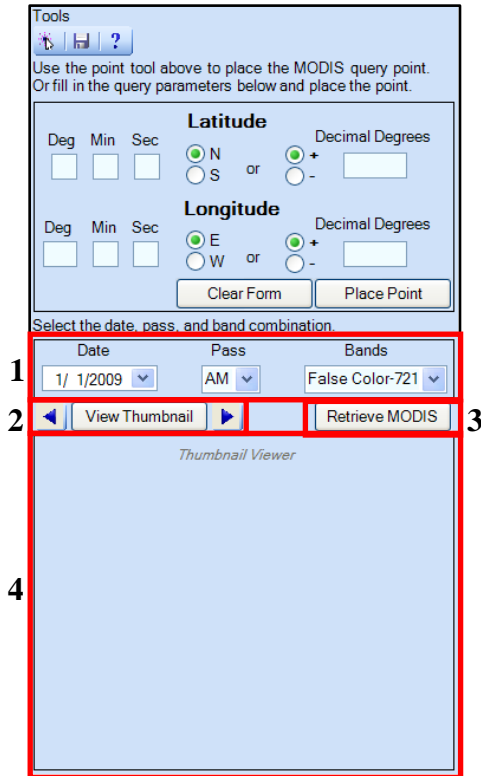 Tools
?
Use the point tool above to place the MODIS query point.
Or fill in the query parameters below and place the point.
Latitude
Deg Min Sec Decimal Degrees
N or +
S -
Longitude
Deg Min Sec Decimal Degrees
E or +
W -
Clear Form Place Point
Select the date, pass, and band combination.
Date Pass Bands
1 1/ 1/2009 AM False Color-721
2 View Thumbnail Retrieve MODIS 3
Thumbnail Viewer
4